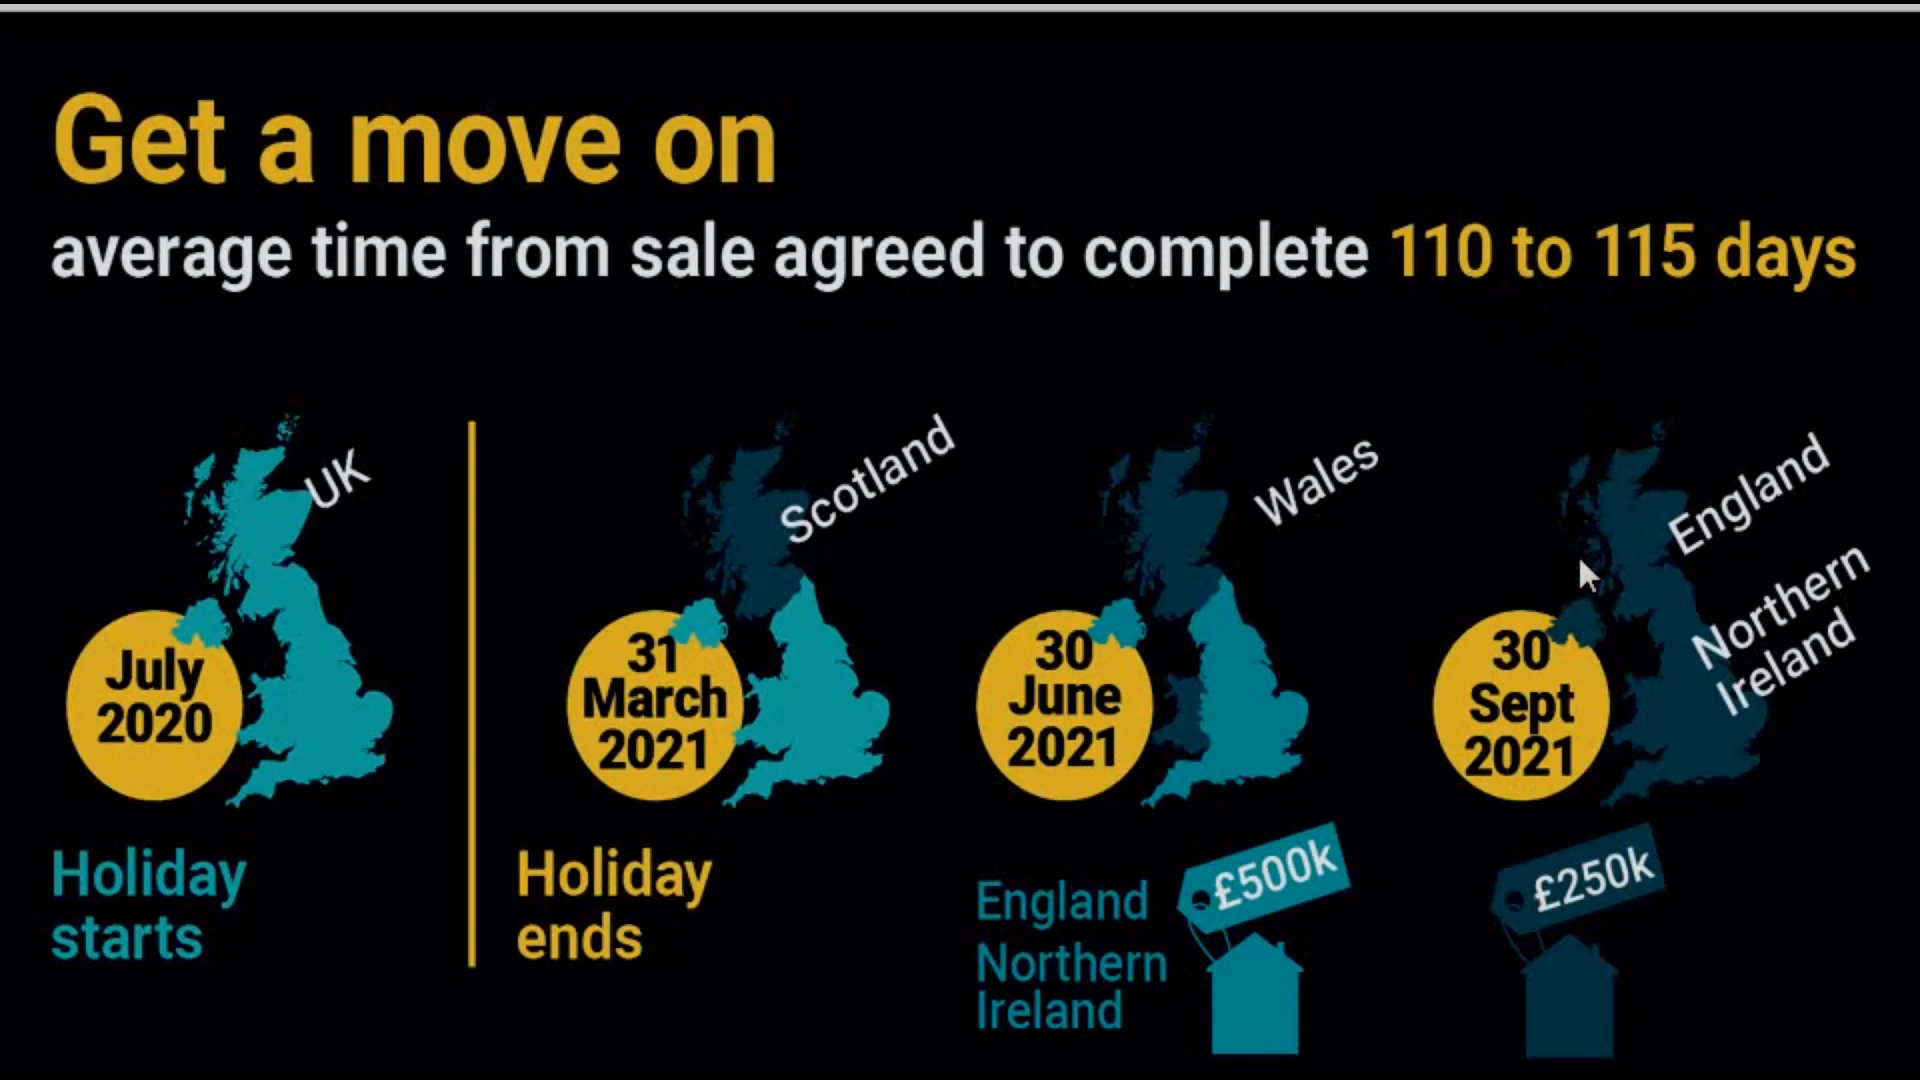 Get a move on
average time from sale agreed to complete 110 to 115 days
UK
July
2020
Holiday
starts
Scotland
31
March
2021
Holiday
ends
Wales
30
June
2021
England
Northern
Ireland
£500k
England
Northern
Ireland
30
Sept
2021
£250k